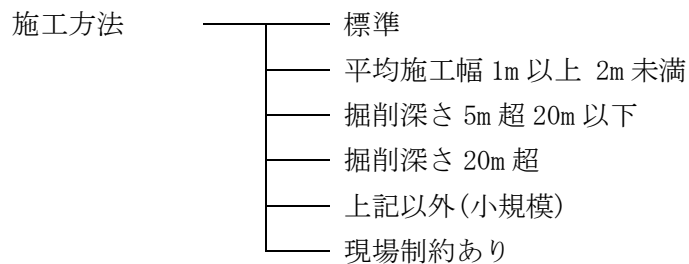 施工方法 標準
平均施工幅 1m 以上 2m 未満
掘削深さ 5m 超 20m 以下
掘削深さ 20m 超
上記以外(小規模)
現場制約あり